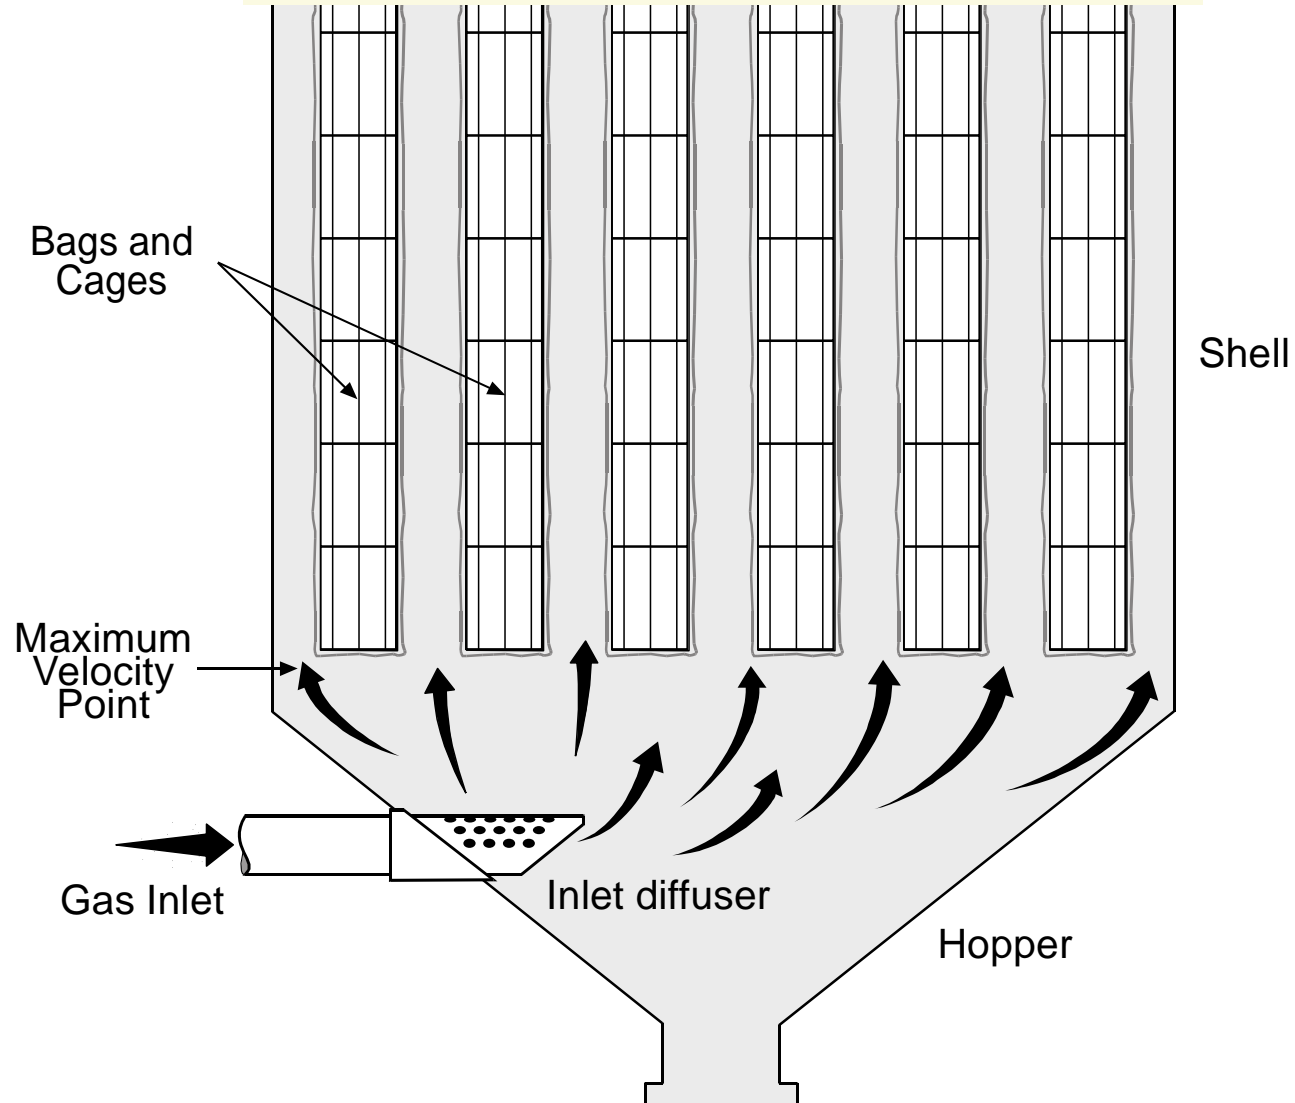 Bags and
Cages
Shell
Maximum
Velocity
Point
Gas Inlet
Inlet diffuser
Hopper